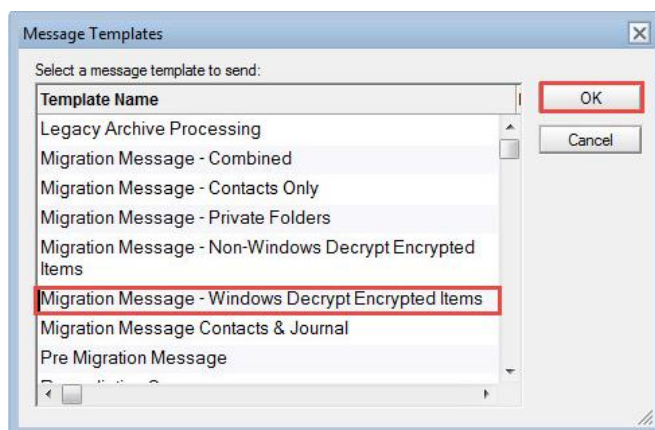 Message Templates
Select a message template to send:
Template Name
OK
Legacy Archive Processing
Cancel
Migration Message - Combined
Migration Message - Contacts Only
Migration Message - Private Folders
Migration Message - Non-Windows Decrypt Encrypted
Items
Migration Message - Windows Decrypt Encrypted Items
Migration Message Contacts & Journal
Pre Migration Message